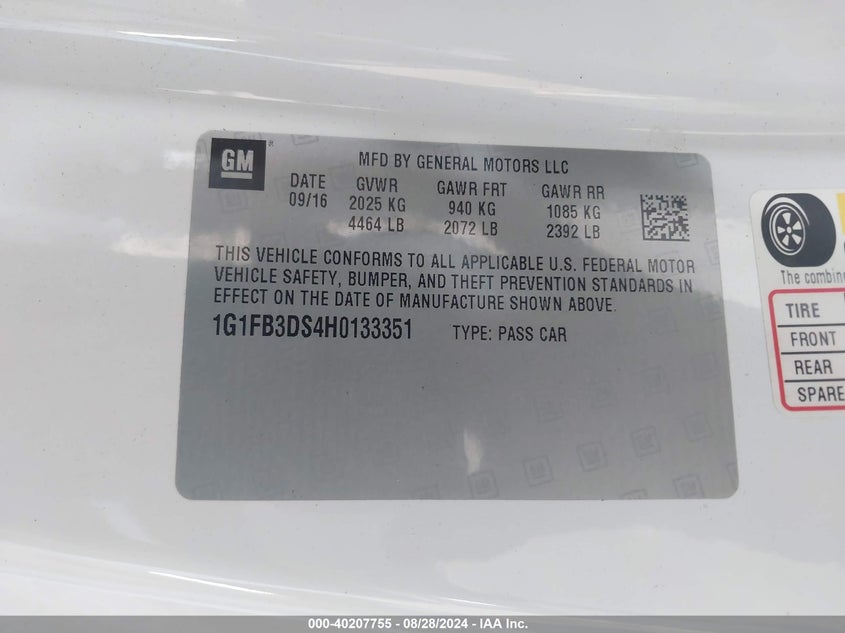 GM
®
MFD BY GENERAL MOTORS LLC
DATE GVWR GAWR FRT GAWR RR
09/16 2025 KG 940 KG 1085 KG
4464 LB 2072 LB 2392 LB
THIS VEHICLE CONFORMS TO ALL APPLICABLE U.S. FEDERAL MOTOR
VEHICLE SAFETY, BUMPER, AND THEFT PREVENTION STANDARDS IN
EFFECT ON THE DATE OF MANUFACTURE SHOWN ABOVE.
1G1FB3DS4H0133351 TYPE: PASS CAR
The combine
TIRE
FRONT
REAR
SPARE
000-40207755 | 08/28/2024 - IAA Inc.